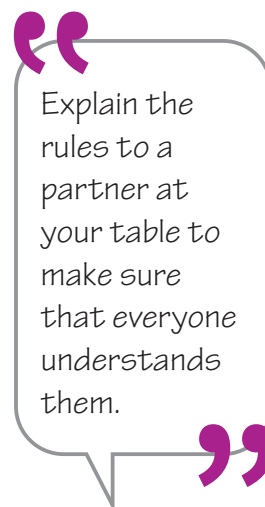 “
Explain the
rules to a
partner at
your table to
make sure
that everyone
understands
them.
”